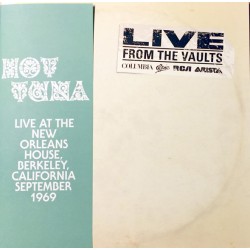 HOT
TUNA
LIVE AT THE
NEW
ORLEANS
HOUSE,
BERKELEY,
CALIFORNIA
SEPTEMBER
1969
LIVE
FROM THE VAULTS
COLUMBIA Epic RCA ARISTA